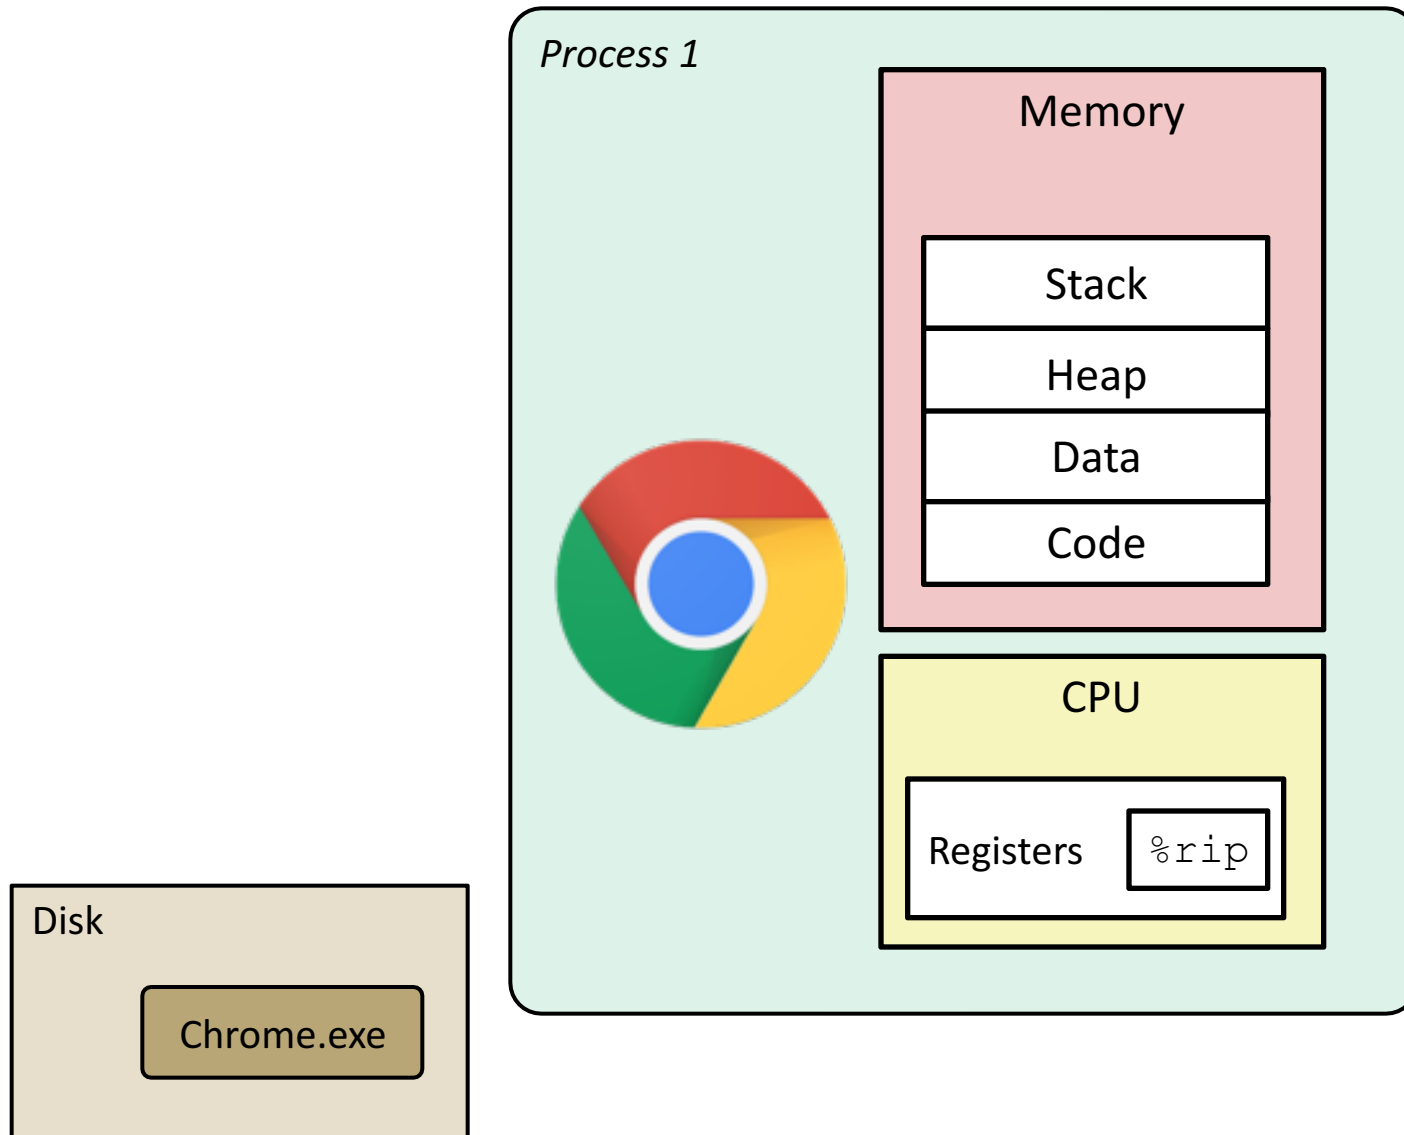 Process 1
Memory
Stack
Heap
Data
Code
CPU
Registers %rip
Disk
Chrome.exe